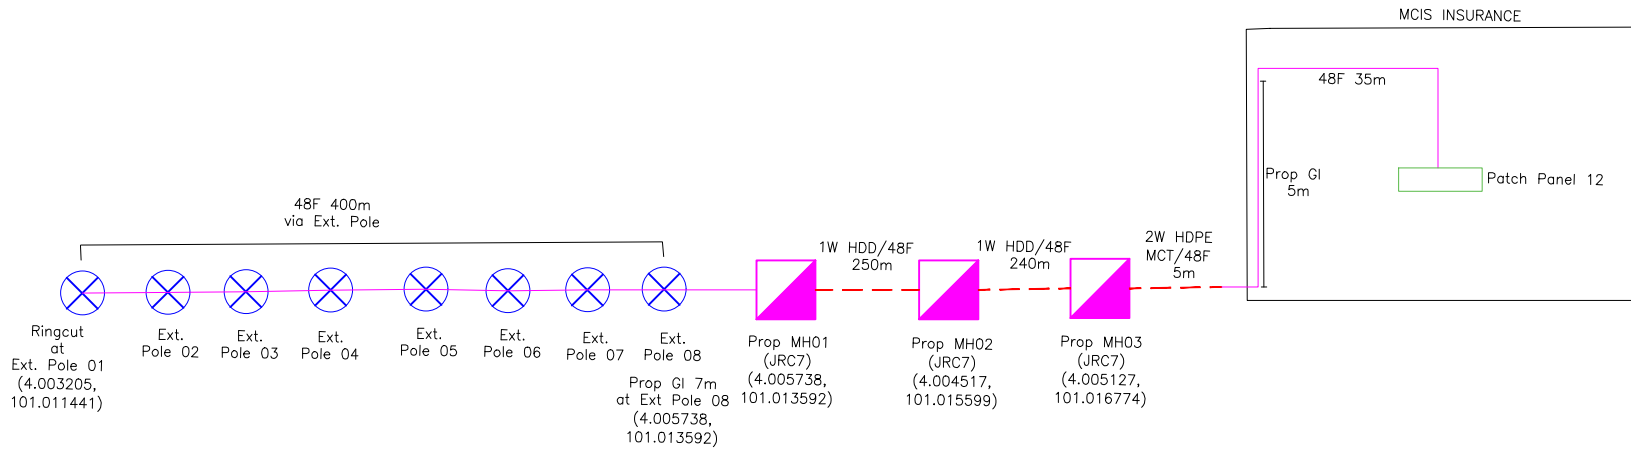 MCIS INSURANCE
48F 35m
Prop GI
5m
Patch Panel 12
48F 400m
via Ext. Pole
1W HDD/48F
250m
1W HDD/48F
240m
2W HDPE
MCT/48F
5m
Ringcut
at
Ext. Pole 01
(4.003205,
101.011441)
Ext.
Pole 02
Ext.
Pole 03
Ext.
Pole 04
Ext.
Pole 05
Ext.
Pole 06
Ext.
Pole 07
Ext.
Pole 08
Prop GI 7m
at Ext Pole 08
(4.005738,
101.013592)
Prop MH01
(JRC7)
(4.005738,
101.013592)
Prop MH02
(JRC7)
(4.004517,
101.015599)
Prop MH03
(JRC7)
(4.005127,
101.016774)